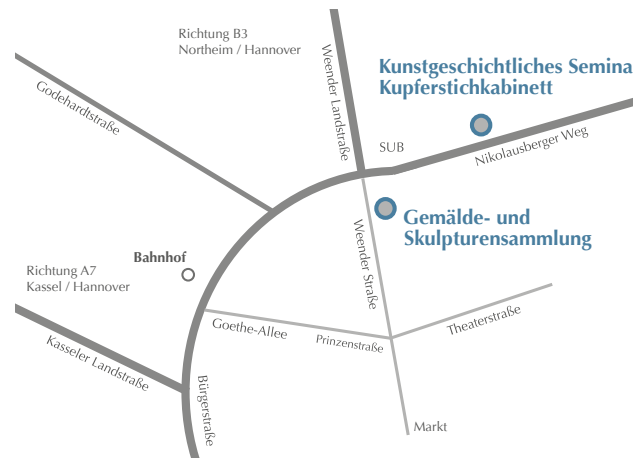 Richtung B3
Northeim / Hannover
Weender Landstraße
Kunstgeschichtliches Semina
Kupferstichkabinett
Godehardtstraße
SUB
Nikolausberger Weg
Gemälde- und
Skulpturensammlung
Weender Straße
Bahnhof
Richtung A7
Kassel / Hannover
Goethe-Allee
Prinzenstraße
Theaterstraße
Kasseler Landstraße
Bürgerstraße
Markt